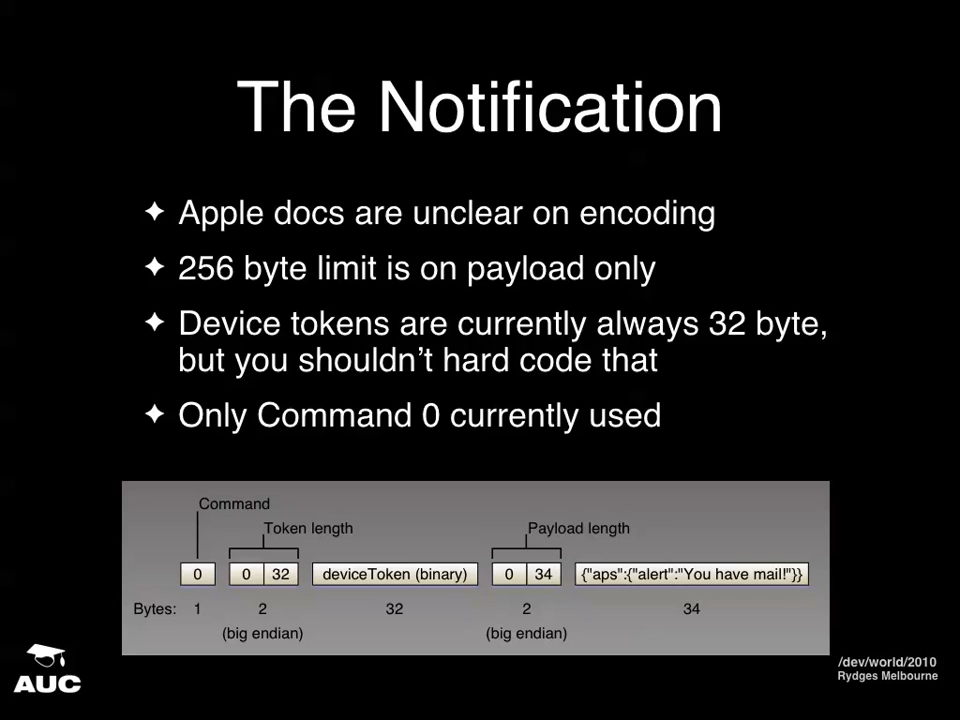 The Notification
✦ Apple docs are unclear on encoding
✦ 256 byte limit is on payload only
✦ Device tokens are currently always 32 byte,
but you shouldn't hard code that
✦ Only Command 0 currently used
Command
Token length
Payload length
0 0 32 deviceToken (binary) 0 34 {"aps":{"alert":"You have mail!"}}
Bytes: 1 2 32 2 34
(big endian) (big endian)
/dev/world/2010
Rydges Melbourne
AUC